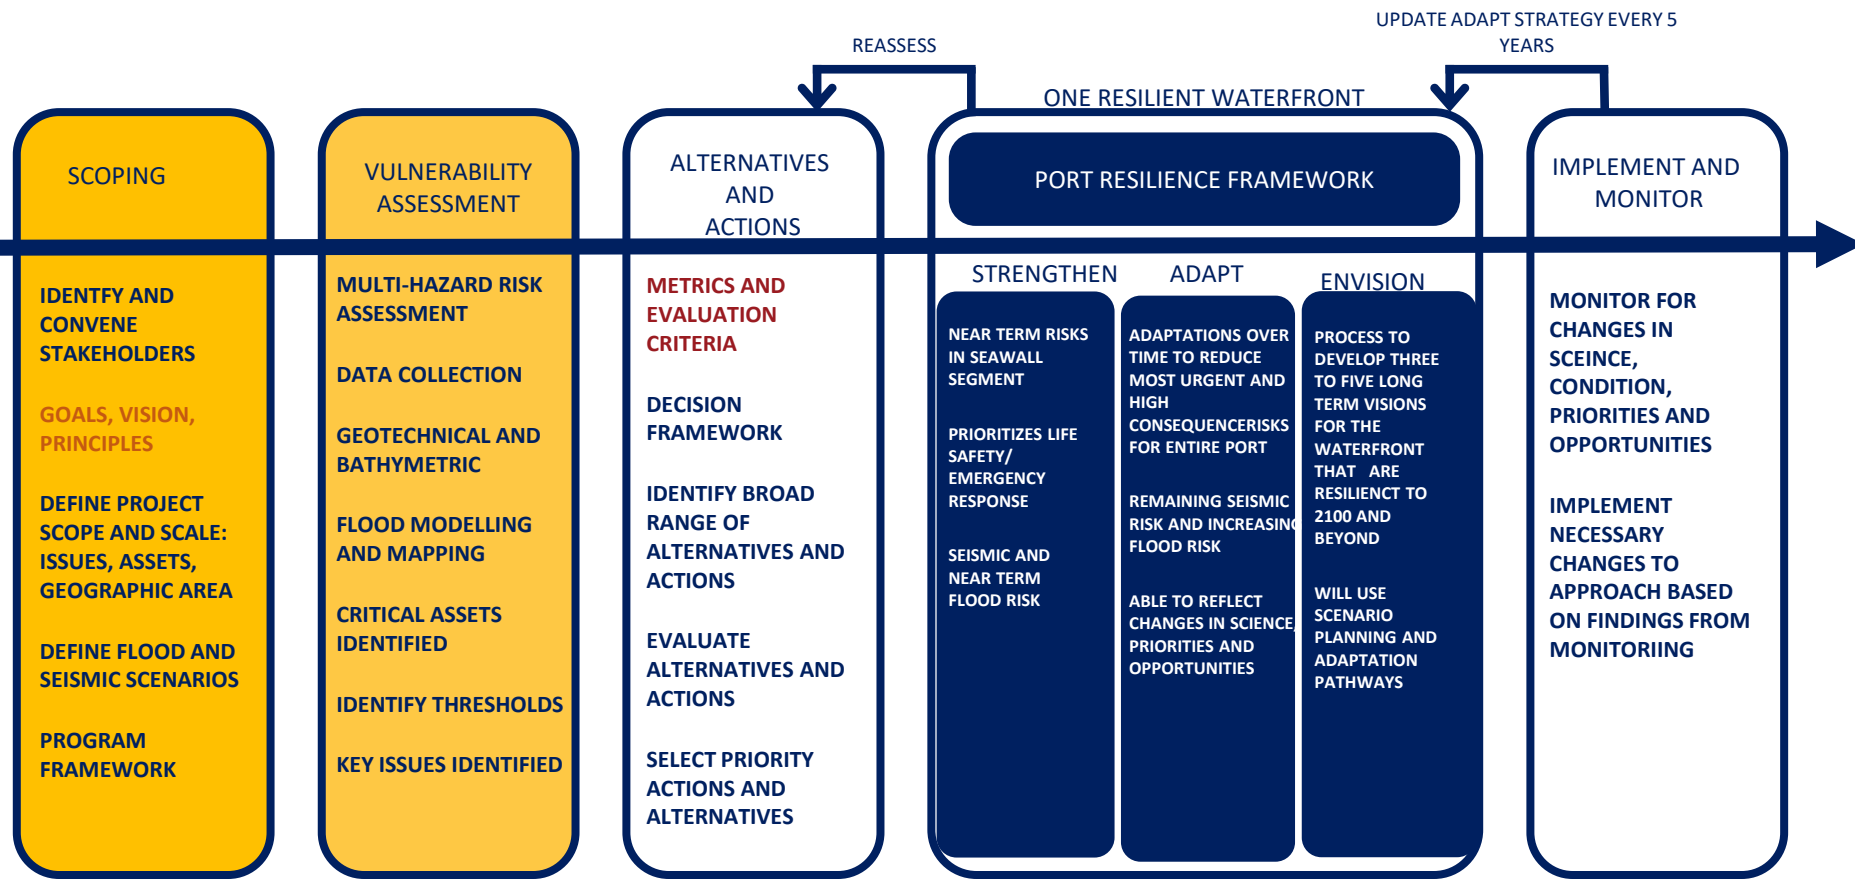 UPDATE ADAPT STRATEGY EVERY 5
YEARS
REASSESS
SCOPING
IDENTFY AND
CONVENE
STAKEHOLDERS
GOALS, VISION,
PRINCIPLES
DEFINE PROJECT
SCOPE AND SCALE:
ISSUES, ASSETS,
GEOGRAPHIC AREA
DEFINE FLOOD AND
SEISMIC SCENARIOS
PROGRAM
FRAMEWORK
VULNERABILITY
ASSESSMENT
MULTI-HAZARD RISK
ASSESSMENT
DATA COLLECTION
GEOTECHNICAL AND
BATHYMETRIC
FLOOD MODELLING
AND MAPPING
CRITICAL ASSETS
IDENTIFIED
IDENTIFY THRESHOLDS
KEY ISSUES IDENTIFIED
ALTERNATIVES
AND
ACTIONS
METRICS AND
EVALUATION
CRITERIA
DECISION
FRAMEWORK
IDENTIFY BROAD
RANGE OF
ALTERNATIVES AND
ACTIONS
EVALUATE
ALTERNATIVES AND
ACTIONS
SELECT PRIORITY
ACTIONS AND
ALTERNATIVES
ONE RESILIENT WATERFRONT
PORT RESILIENCE FRAMEWORK
STRENGTHEN
NEAR TERM RISKS
IN SEAWALL
SEGMENT
PRIORITIZES LIFE
SAFETY/
EMERGENCY
RESPONSE
SEISMIC AND
NEAR TERM
FLOOD RISK
ADAPT
ADAPTATIONS OVER
TIME TO REDUCE
MOST URGENT AND
HIGH
CONSEQUENCERISKS
FOR ENTIRE PORT
REMAINING SEISMIC
RISK AND INCREASING
FLOOD RISK
ABLE TO REFLECT
CHANGES IN SCIENCE,
PRIORITIES AND
OPPORTUNITIES
ENVISION
PROCESS TO
DEVELOP THREE
TO FIVE LONG
TERM VISIONS
FOR THE
WATERFRONT
THAT ARE
RESILIENCT TO
2100 AND
BEYOND
WILL USE
SCENARIO
PLANNING AND
ADAPTATION
PATHWAYS
IMPLEMENT AND
MONITOR
MONITOR FOR
CHANGES IN
SCEINCE,
CONDITION,
PRIORITIES AND
OPPORTUNITIES
IMPLEMENT
NECESSARY
CHANGES TO
APPROACH BASED
ON FINDINGS FROM
MONITORIING